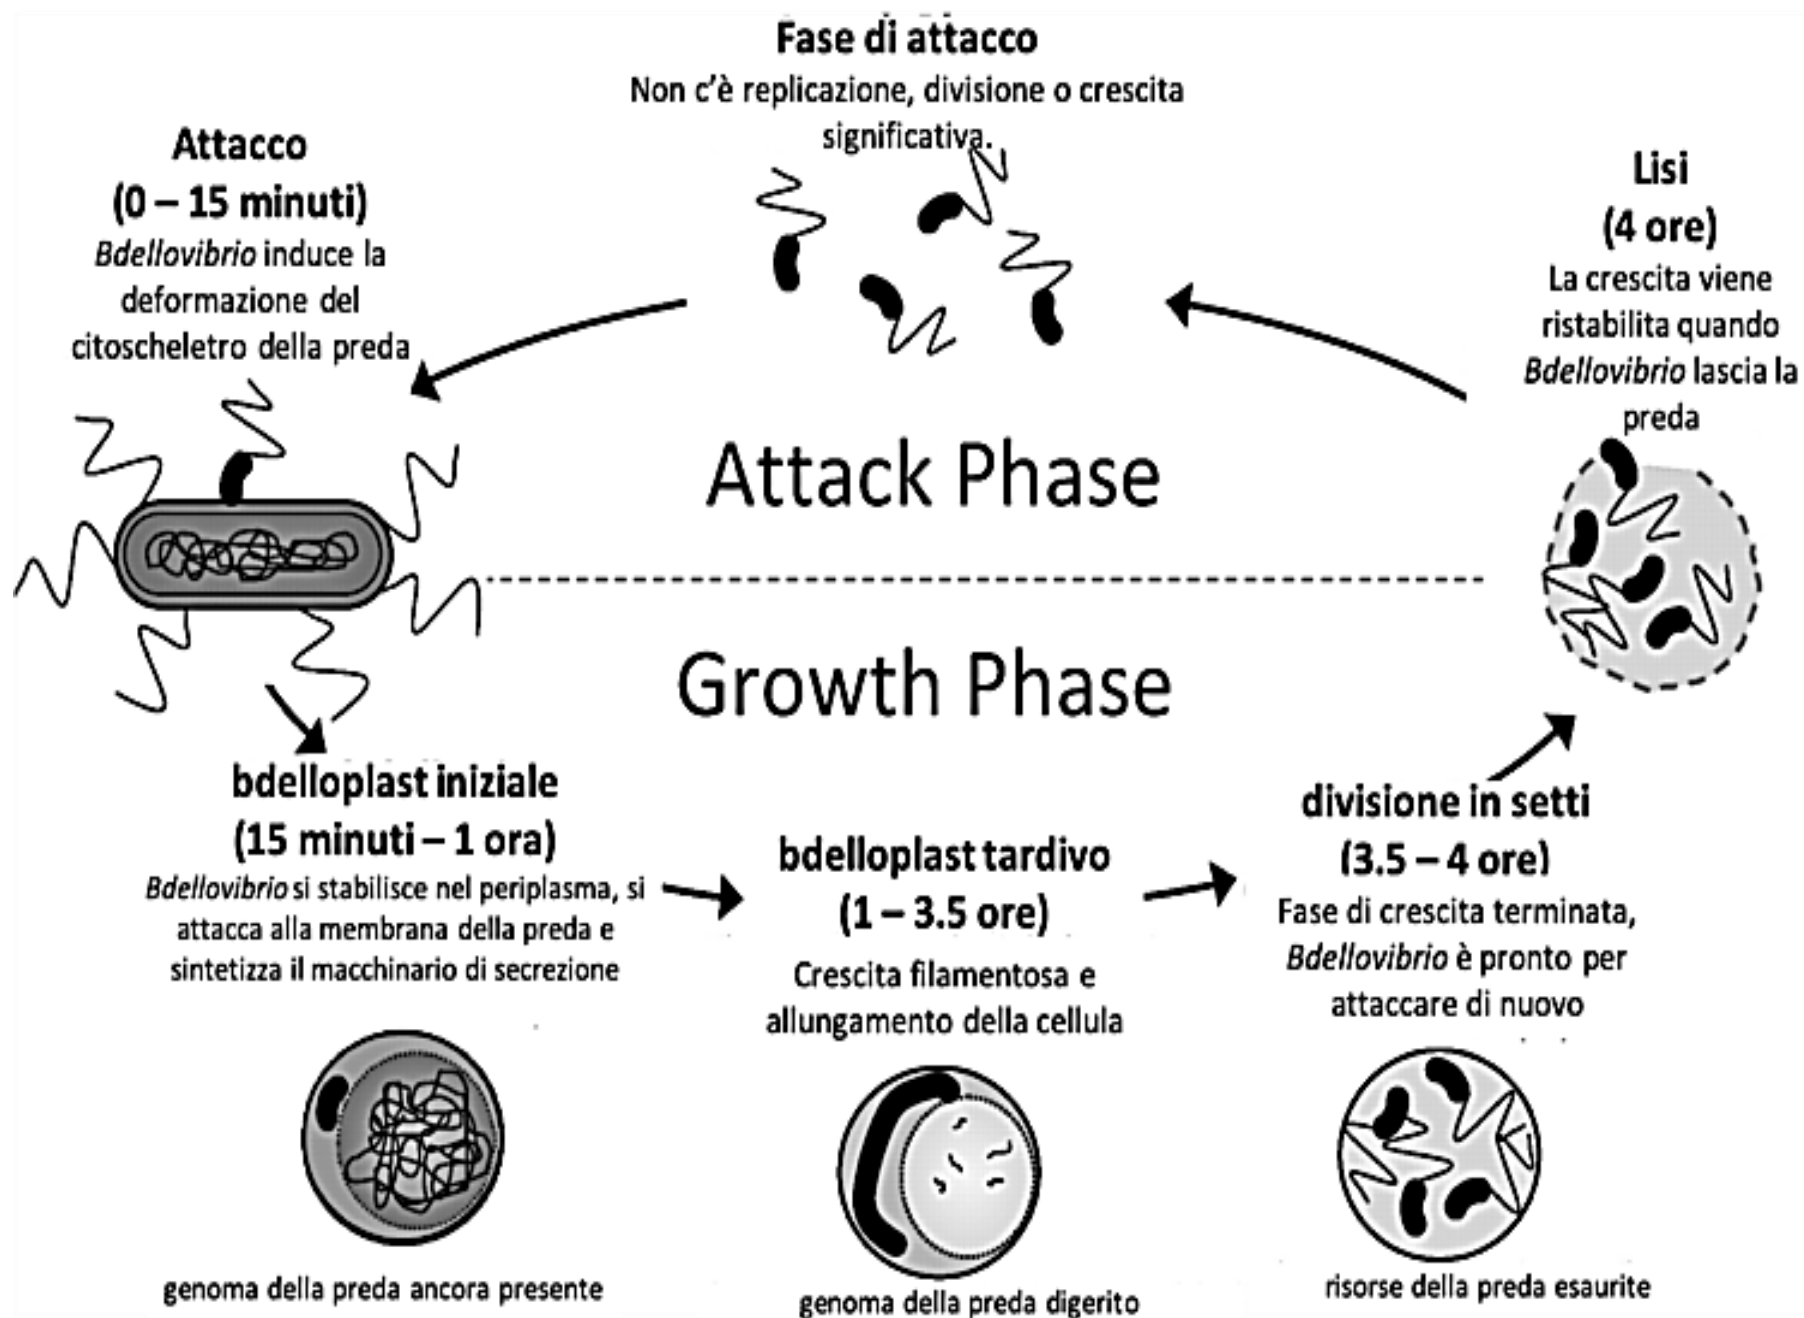 Fase di attacco
Non c'è replicazione, divisione o crescita
significativa.
Attacco
(0 – 15 minuti)
Bdellovibrio induce la
deformazione del
citoscheletro della preda
Lisi
(4 ore)
La crescita viene
ristabilita quando
Bdellovibrio lascia la
preda
Attack Phase
Growth Phase
bdelloplast iniziale
(15 minuti – 1 ora)
Bdellovibrio si stabilisce nel periplasma, si
attacca alla membrana della preda e
sintetizza il macchinario di secrezione
genoma della preda ancora presente
bdelloplast tardivo
(1 – 3.5 ore)
Crescita filamentosa e
allungamento della cellula
genoma della preda digerito
divisione in setti
(3.5 – 4 ore)
Fase di crescita terminata,
Bdellovibrio è pronto per
attaccare di nuovo
risorse della preda esaurite